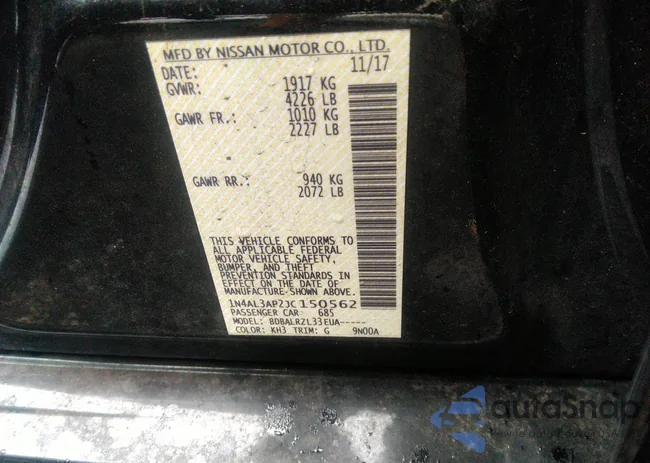 MFD BY NISSAN MOTOR CO., LTD.
DATE: 11/17
GVWR: 1917 KG
4226 LB
GAWR FR.: 1010 KG
2227 LB
GAWR RR.: 940 KG
2072 LB
THIS VEHICLE CONFORMS TO
ALL APPLICABLE FEDERAL
MOTOR VEHICLE SAFETY,
BUMPER, AND THEFT
PREVENTION STANDARDS IN
EFFECT ON THE DATE OF
MANUFACTURE SHOWN ABOVE.
1N4AL3AP2JC150562
PASSENGER CAR 685
MODEL: BDBALRZL33EUA-----
COLOR: KH3 TRIM: G 9N00A
autoSnap